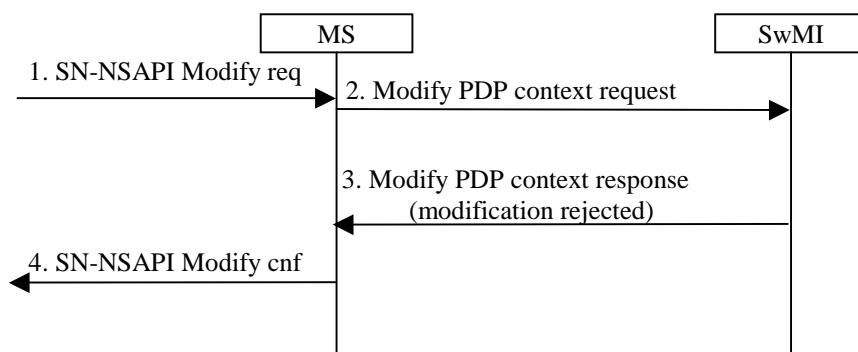 MS
SwMI
1. SN-NSAPI Modify req
2. Modify PDP context request
3. Modify PDP context response
(modification rejected)
4. SN-NSAPI Modify cnf